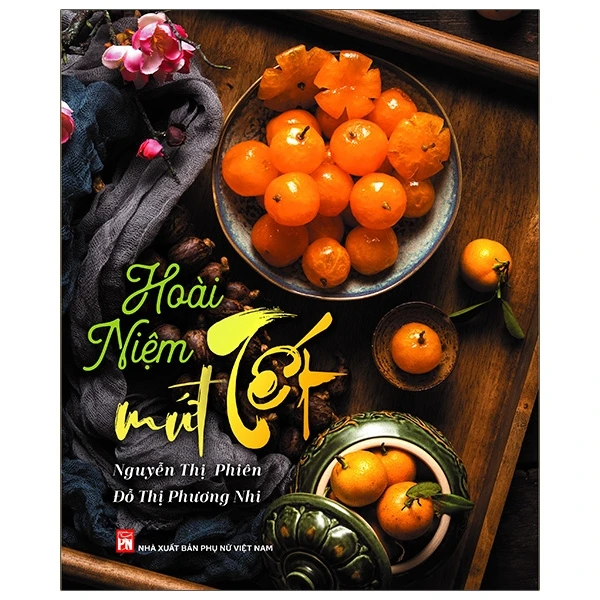 Hoài
Niệm
mứt Tết
Nguyễn Thị Phiên
Đỗ Thị Phương Nhi
PN
NHÀ XUẤT BẢN PHỤ NỮ VIỆT NAM